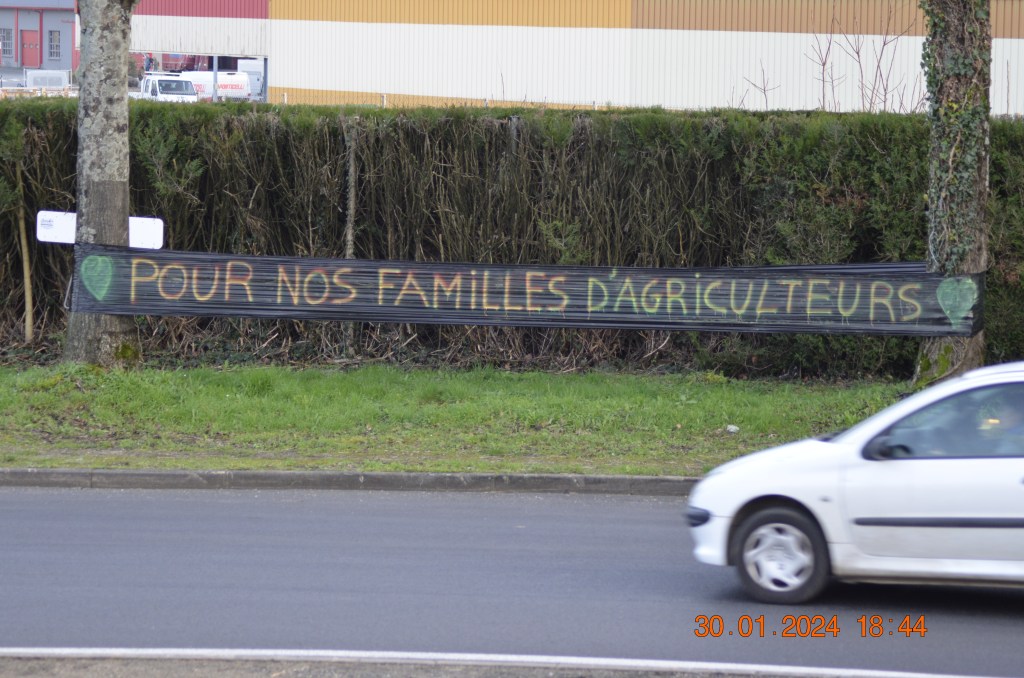 POUR NOS FAMILLES D'AGRICULTEURS
30.01.2024 18:44